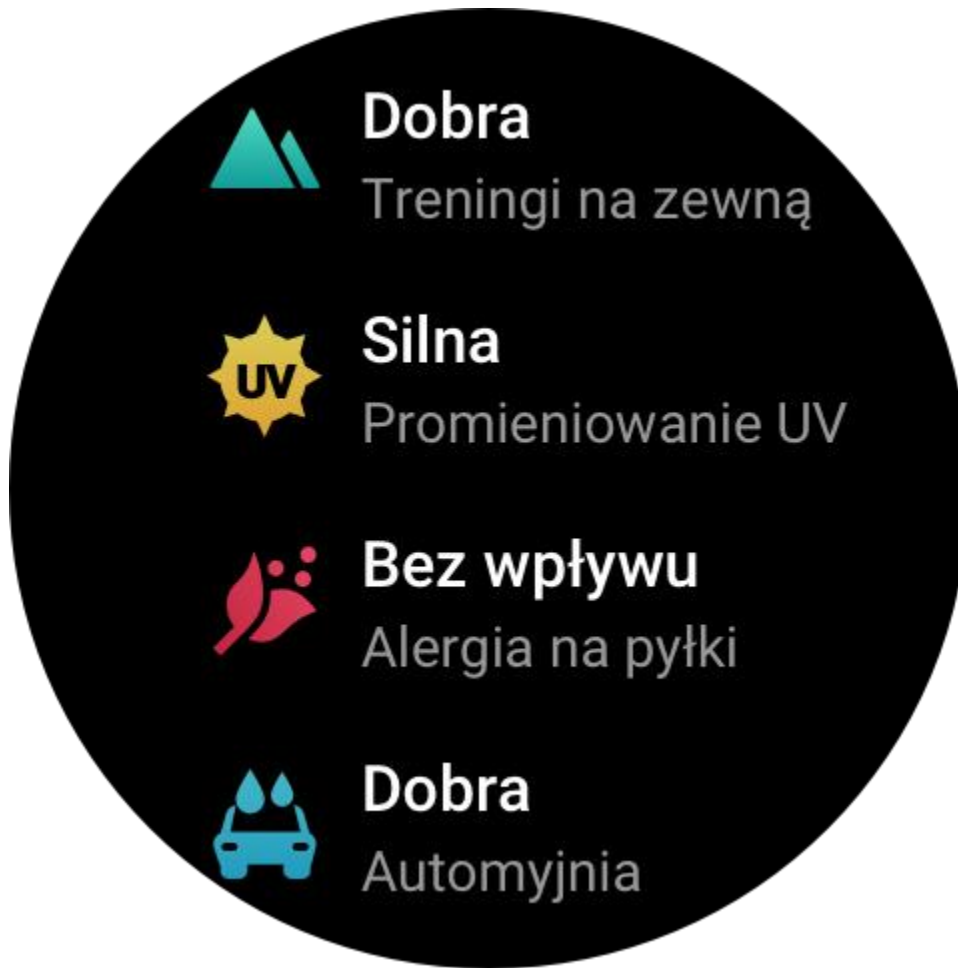 Dobra
Treningi na zewną
UV
Silna
Promieniowanie UV
Bez wpływu
Alergia na pyłki
Dobra
Automyjnia